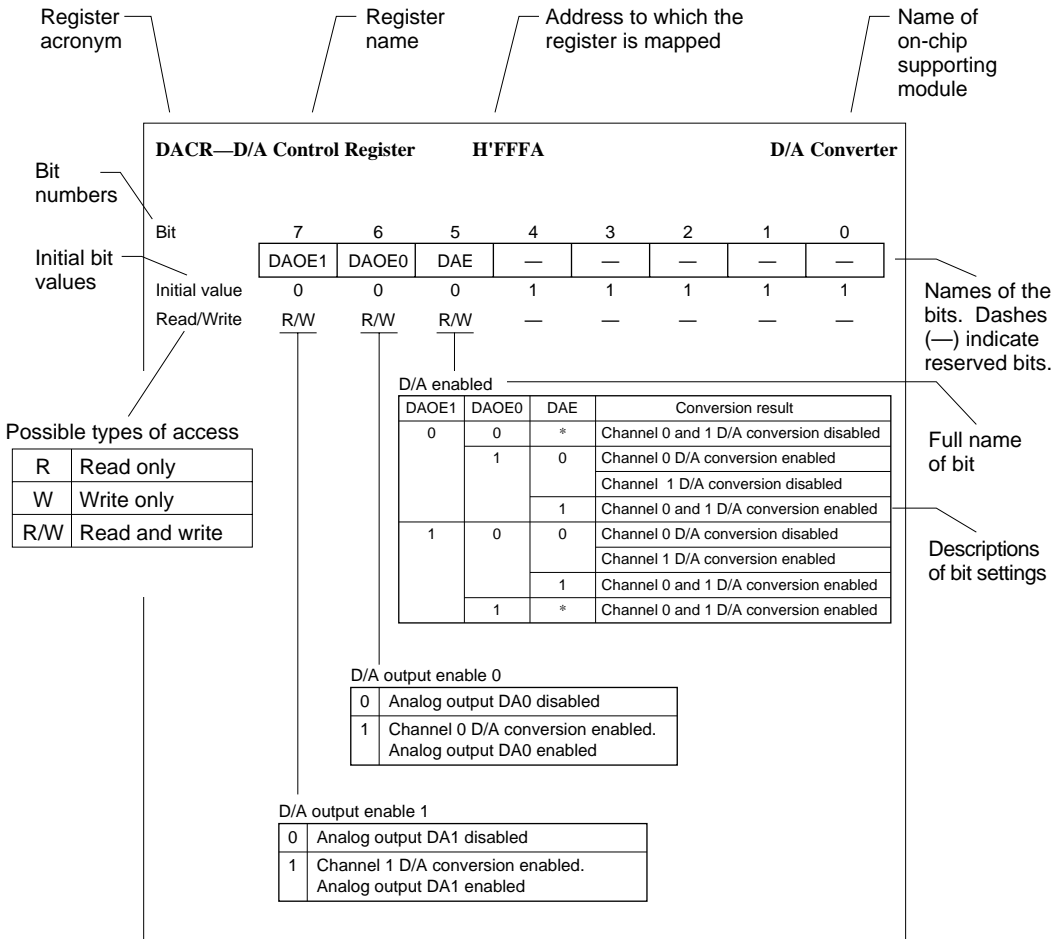 Register acronym
Register name
Address to which the register is mapped
Name of on-chip supporting module
DACR—D/A Control Register H'FFFA D/A Converter
Bit numbers
Bit 7 6 5 4 3 2 1 0
DAOE1 DAOE0 DAE — — — — —
Initial bit values
Initial value 0 0 0 1 1 1 1 1
Read/Write R/W R/W R/W — — — — —
Names of the bits. Dashes (—) indicate reserved bits.
Possible types of access
R Read only
W Write only
R/W Read and write
D/A enabled
DAOE1 DAOE0 DAE Conversion result
0 0 * Channel 0 and 1 D/A conversion disabled
1 0 Channel 0 D/A conversion enabled
Channel 1 D/A conversion disabled
1 Channel 0 and 1 D/A conversion enabled
1 0 0 Channel 0 D/A conversion disabled
Channel 1 D/A conversion enabled
1 Channel 0 and 1 D/A conversion enabled
1 * Channel 0 and 1 D/A conversion enabled
Full name of bit
Descriptions of bit settings
D/A output enable 0
0 Analog output DA0 disabled
1 Channel 0 D/A conversion enabled.
Analog output DA0 enabled
D/A output enable 1
0 Analog output DA1 disabled
1 Channel 1 D/A conversion enabled.
Analog output DA1 enabled